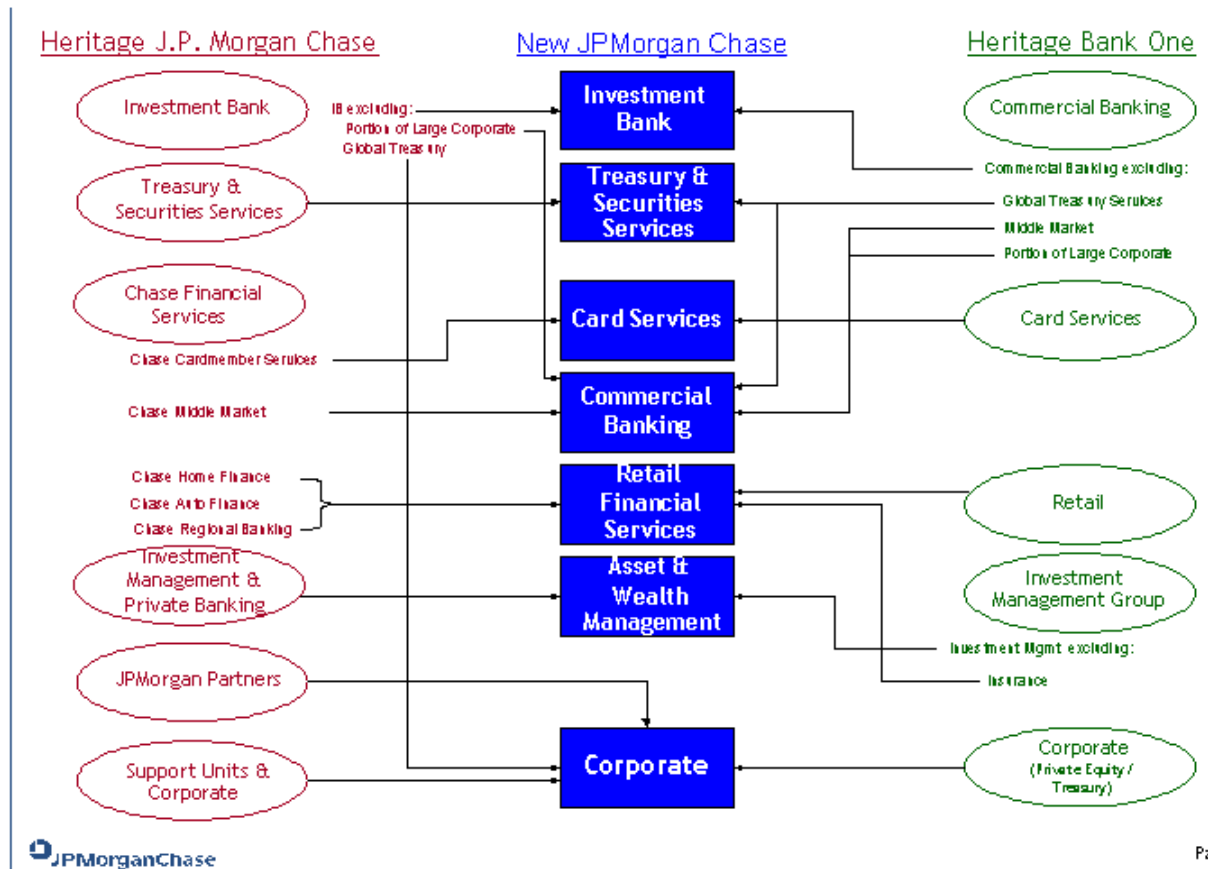 Heritage J.P. Morgan Chase
New JPMorgan Chase
Heritage Bank One
Investment Bank
IB excluding:
Portion of Large Corporate
Global Treasury
Investment
Bank
Commercial Banking
Commercial Banking excluding:
Treasury &
Securities Services
Treasury &
Securities
Services
Global Treasury Services
Middle Market
Portion of Large Corporate
Chase Financial
Services
Card Services
Card Services
Chase Cardmember Services
Chase Middle Market
Commercial
Banking
Chase Home Finance
Chase Auto Finance
Chase Regional Banking
Retail
Financial
Services
Retail
Investment
Management &
Private Banking
Asset &
Wealth
Management
Investment
Management Group
Investment Mgmt excluding:
Insurance
JPMorgan Partners
Support Units &
Corporate
Corporate
Corporate
(Private Equity /
Treasury)
JPMorganChase